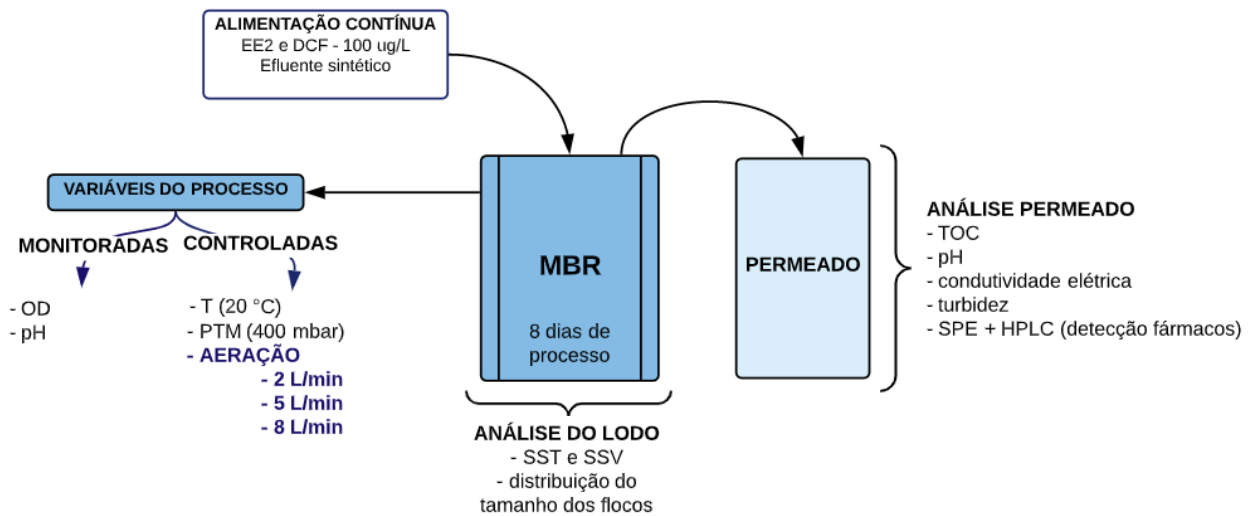 ALIMENTAÇÃO CONTÍNUA
EE2 e DCF - 100 ug/L
Efluente sintético
VARIÁVEIS DO PROCESSO
MONITORADAS
- OD
- pH
CONTROLADAS
- T (20 °C)
- PTM (400 mbar)
- AERAÇÃO
- 2 L/min
- 5 L/min
- 8 L/min
MBR
8 dias de
processo
ANÁLISE DO LODO
- SST e SSV
- distribuição do
tamanho dos flocos
PERMEADO
ANÁLISE PERMEADO
- TOC
- pH
- condutividade elétrica
- turbidez
- SPE + HPLC (detecção fármacos)